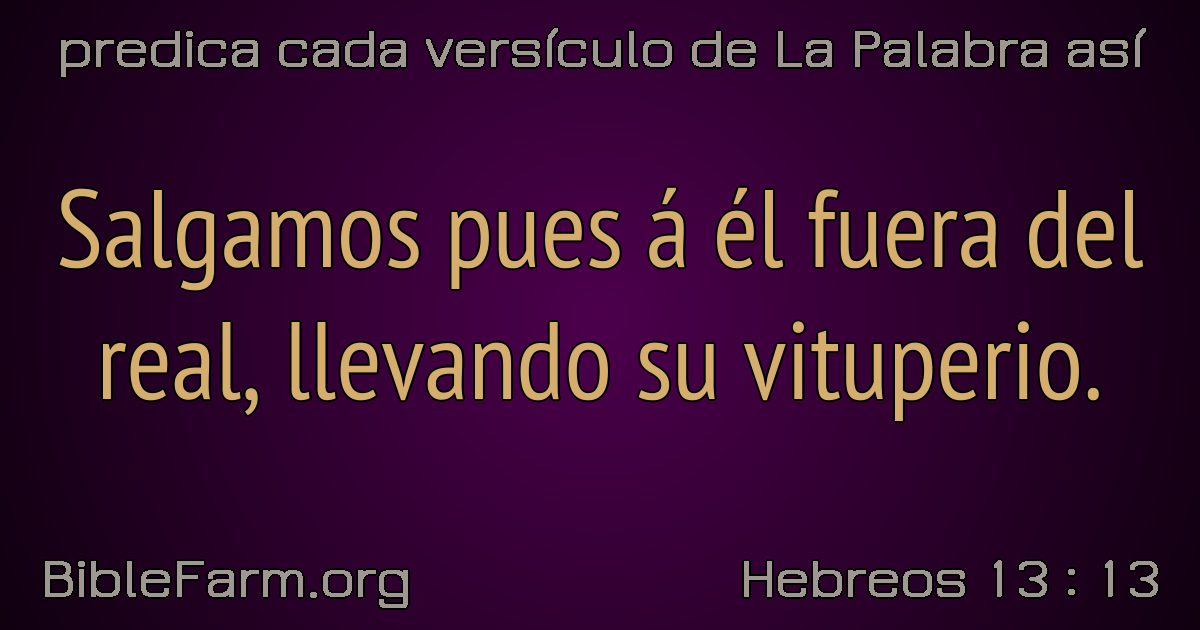 predica cada versículo de La Palabra así
Salgamos pues á él fuera del
real, llevando su vituperio.
BibleFarm.org
Hebreos 13 : 13